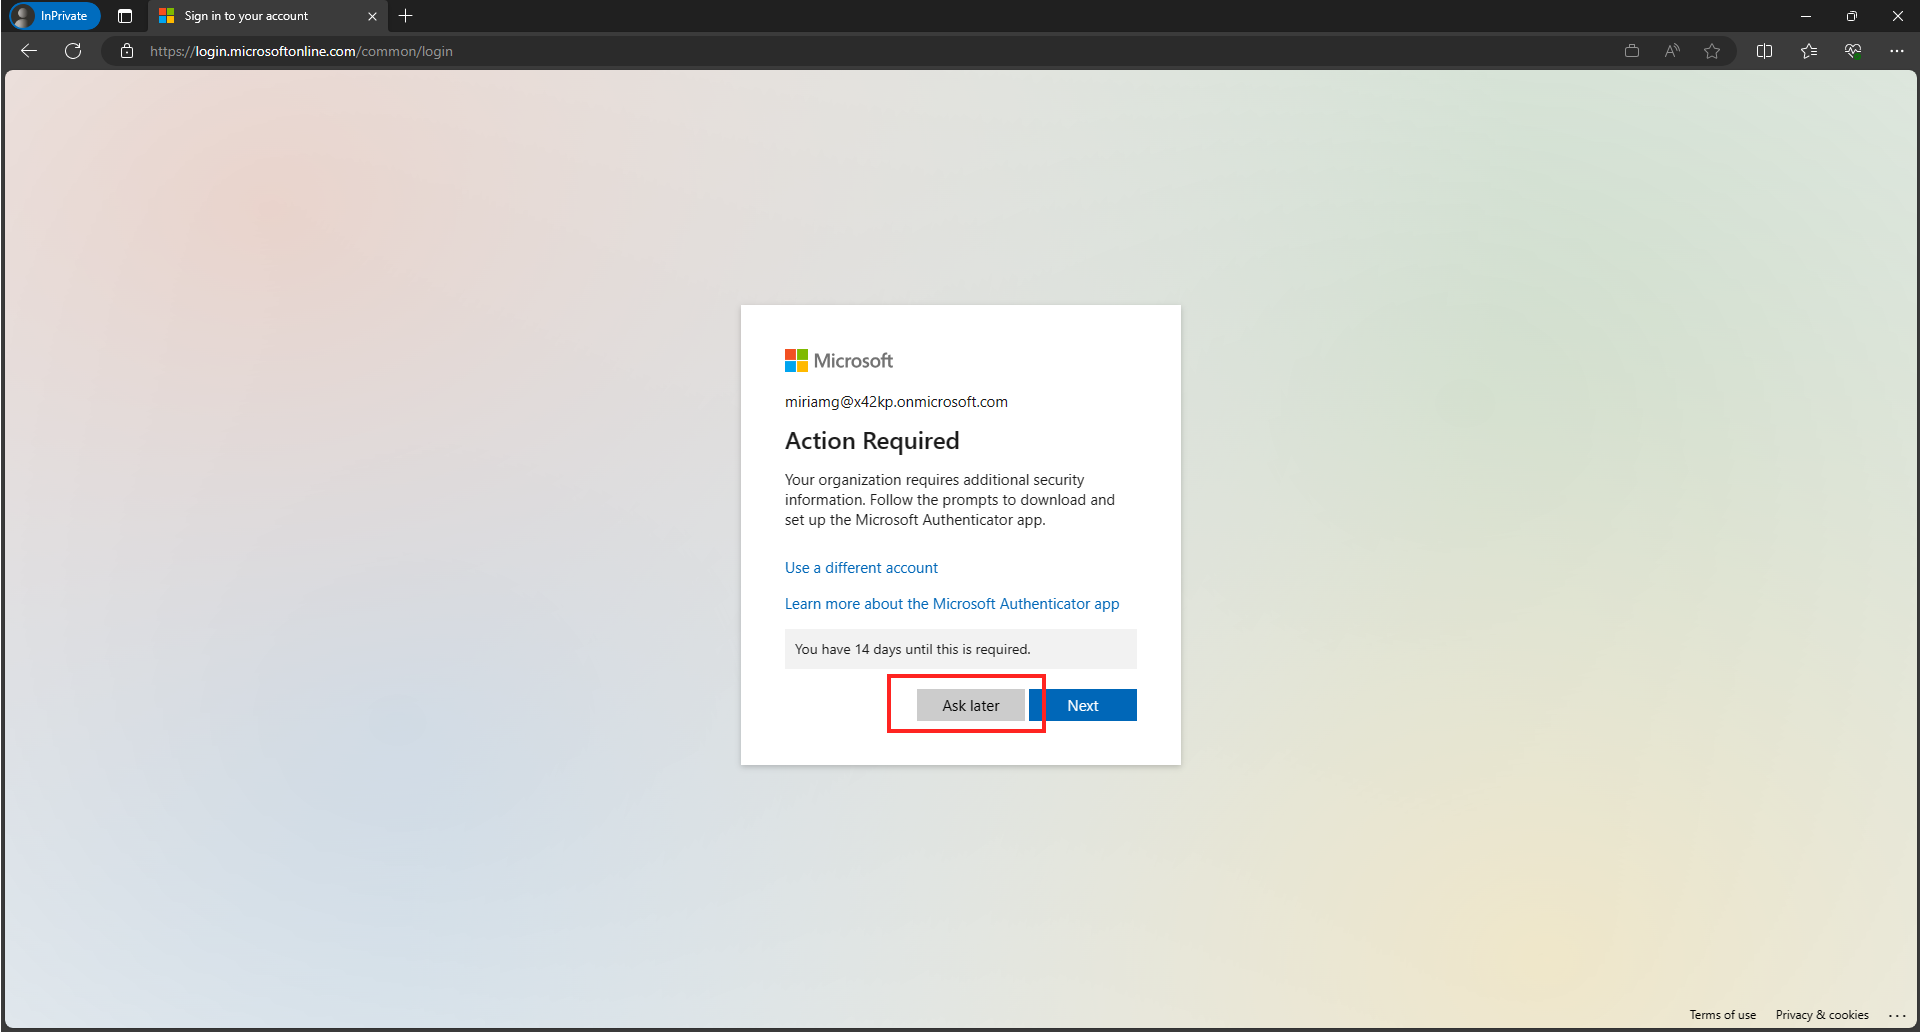 InPrivate
Sign in to your account
https://login.microsoftonline.com/common/login
Microsoft
miriamg@x42kp.onmicrosoft.com
Action Required
Your organization requires additional security
information. Follow the prompts to download and
set up the Microsoft Authenticator app.
Use a different account
Learn more about the Microsoft Authenticator app
You have 14 days until this is required.
Ask later
Next
Terms of use
Privacy & cookies